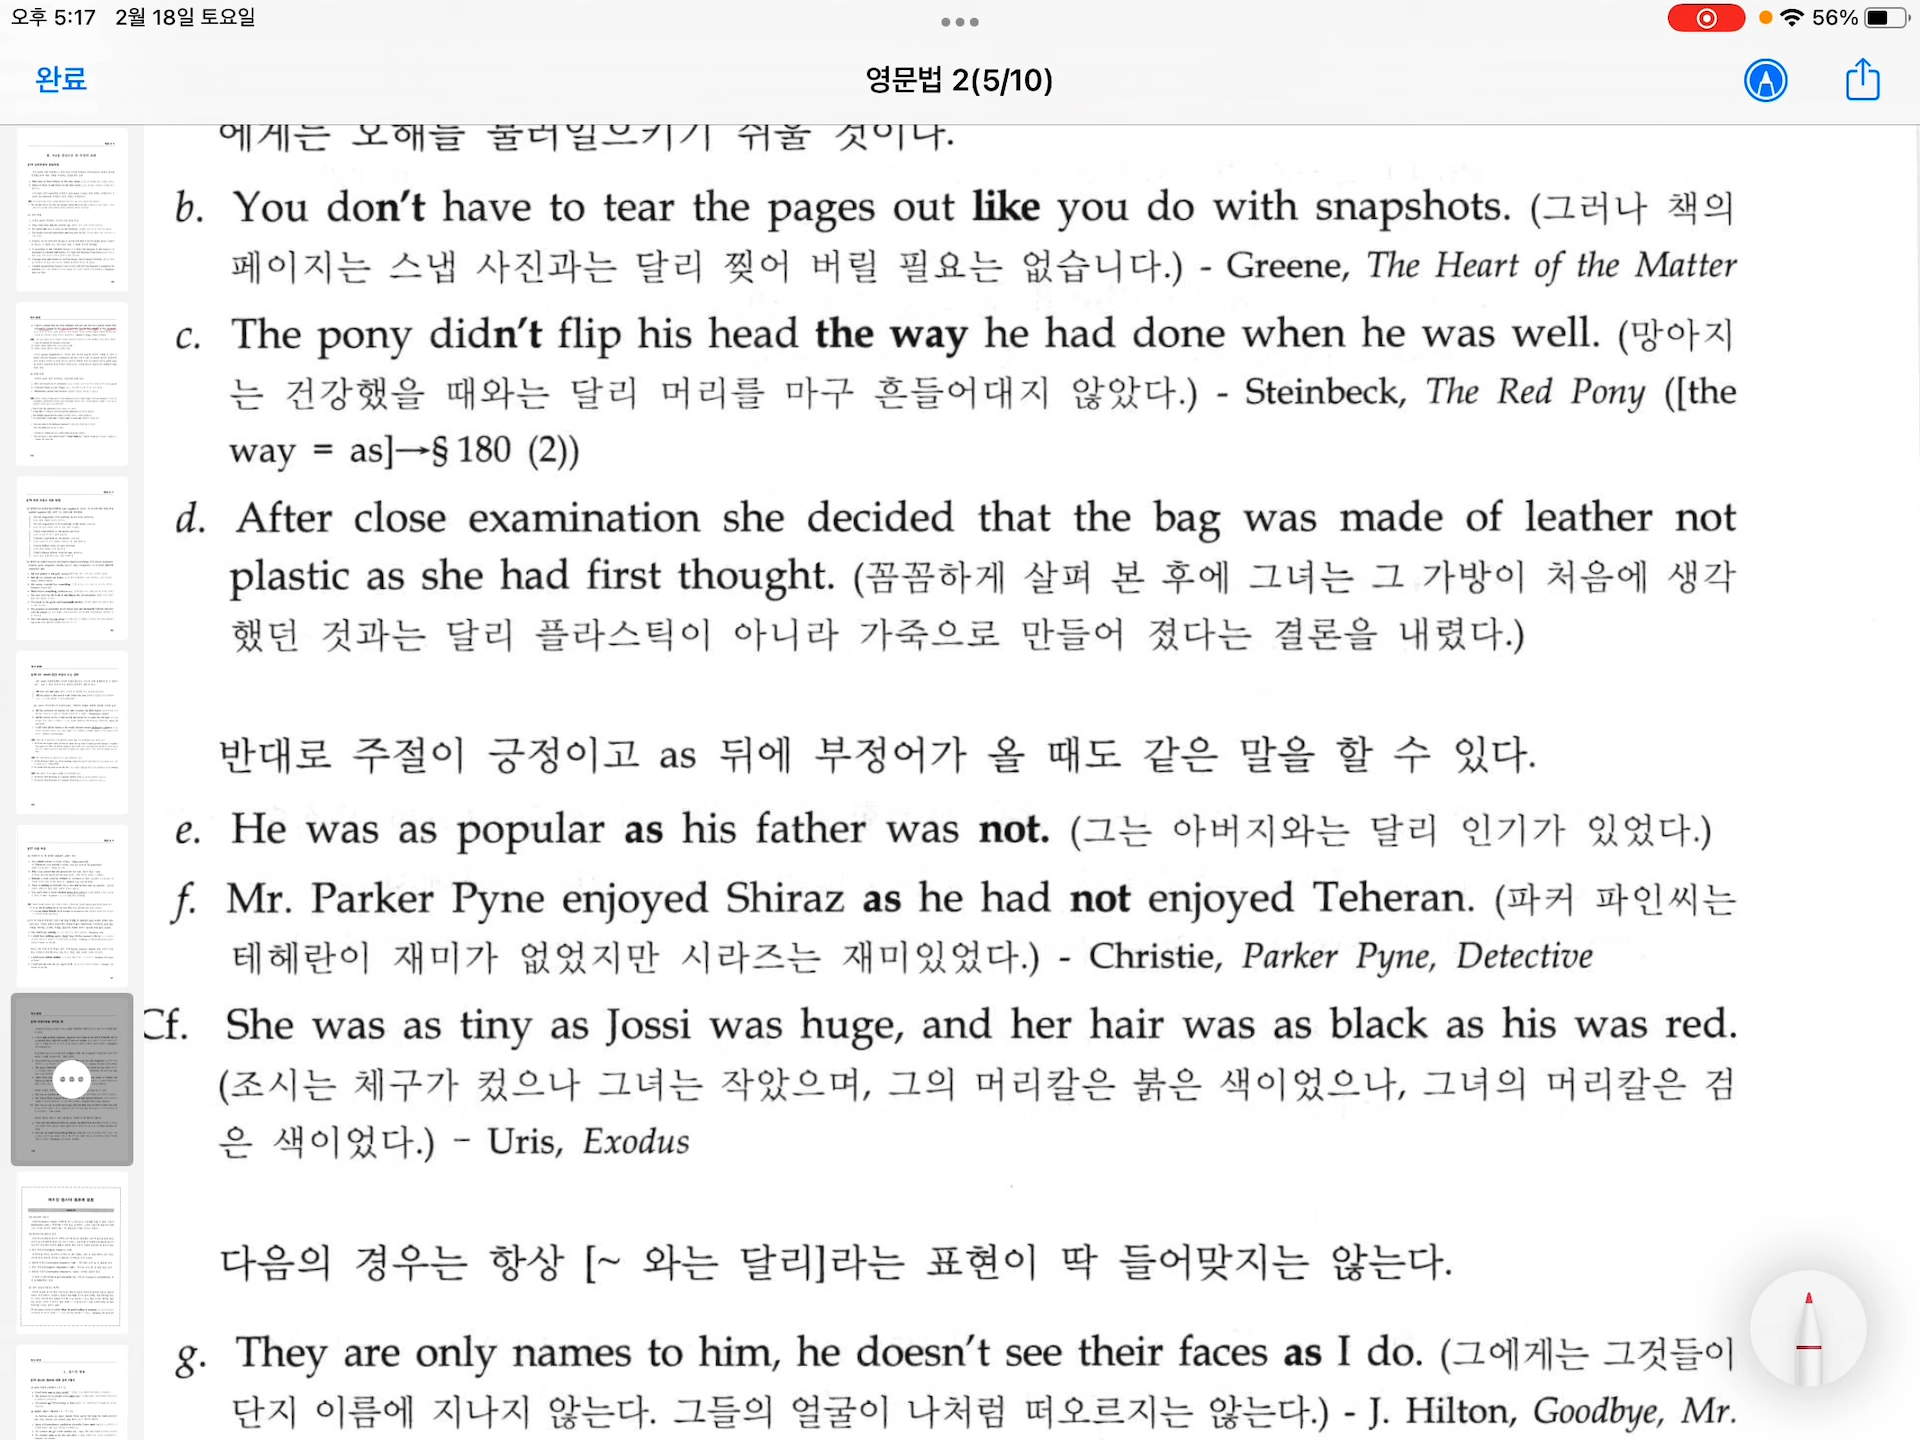 오후 5:17 2월 18일 토요일
56%
완료
영문법 2(5/10)
에게는 오해를 불러일으키기 쉬울 것이다.
b. You don't have to tear the pages out like you do with snapshots. (그러나 책의
페이지는 스냅 사진과는 달리 찢어 버릴 필요는 없습니다.) - Greene, The Heart of the Matter
c. The pony didn't flip his head the way he had done when he was well. (망아지
는 건강했을 때와는 달리 머리를 마구 흔들어대지 않았다.) - Steinbeck, The Red Pony ([the
way = as]→§ 180 (2))
d. After close examination she decided that the bag was made of leather not
plastic as she had first thought. (꼼꼼하게 살펴 본 후에 그녀는 그 가방이 처음에 생각
했던 것과는 달리 플라스틱이 아니라 가죽으로 만들어 졌다는 결론을 내렸다.)
반대로 주절이 긍정이고 as 뒤에 부정어가 올 때도 같은 말을 할 수 있다.
e. He was as popular as his father was not. (그는 아버지와는 달리 인기가 있었다.)
f. Mr. Parker Pyne enjoyed Shiraz as he had not enjoyed Teheran. (파커 파인씨는
테헤란이 재미가 없었지만 시라즈는 재미있었다.) - Christie, Parker Pyne, Detective
Cf. She was as tiny as Jossi was huge, and her hair was as black as his was red.
(조시는 체구가 컸으나 그녀는 작았으며, 그의 머리칼은 붉은 색이었으나, 그녀의 머리칼은 검
은 색이었다.) - Uris, Exodus
다음의 경우는 항상 [~ 와는 달리]라는 표현이 딱 들어맞지는 않는다.
g. They are only names to him, he doesn't see their faces as I do. (그에게는 그것들이
단지 이름에 지나지 않는다. 그들의 얼굴이 나처럼 떠오르지는 않는다.) - J. Hilton, Goodbye, Mr.